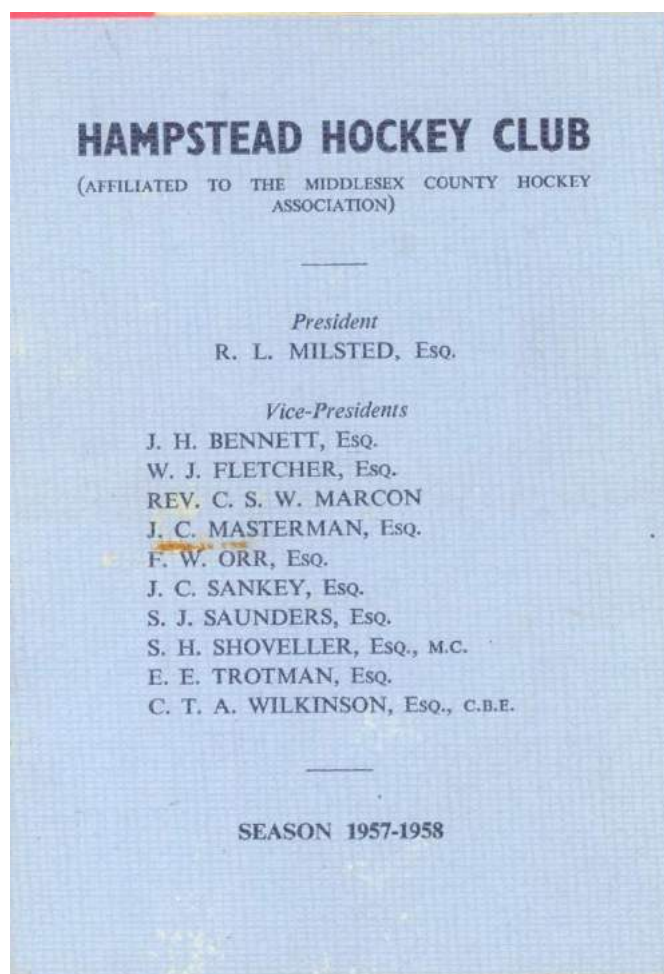 HAMPSTEAD HOCKEY CLUB
(AFFILIATED TO THE MIDDLESEX COUNTY HOCKEY
ASSOCIATION)
President
R. L. MILSTED, Esq.
Vice-Presidents
J. H. BENNETT, Esq.
W. J. FLETCHER, Esq.
REV. C. S. W. MARCON
J. C. MASTERMAN, Esq.
F. W. ORR, Esq.
J. C. SANKEY, Esq.
S. J. SAUNDERS, Esq.
S. H. SHOVELLER, Esq., M.C.
E. E. TROTMAN, Esq.
C. T. A. WILKINSON, Esq., C.B.E.
SEASON 1957-1958